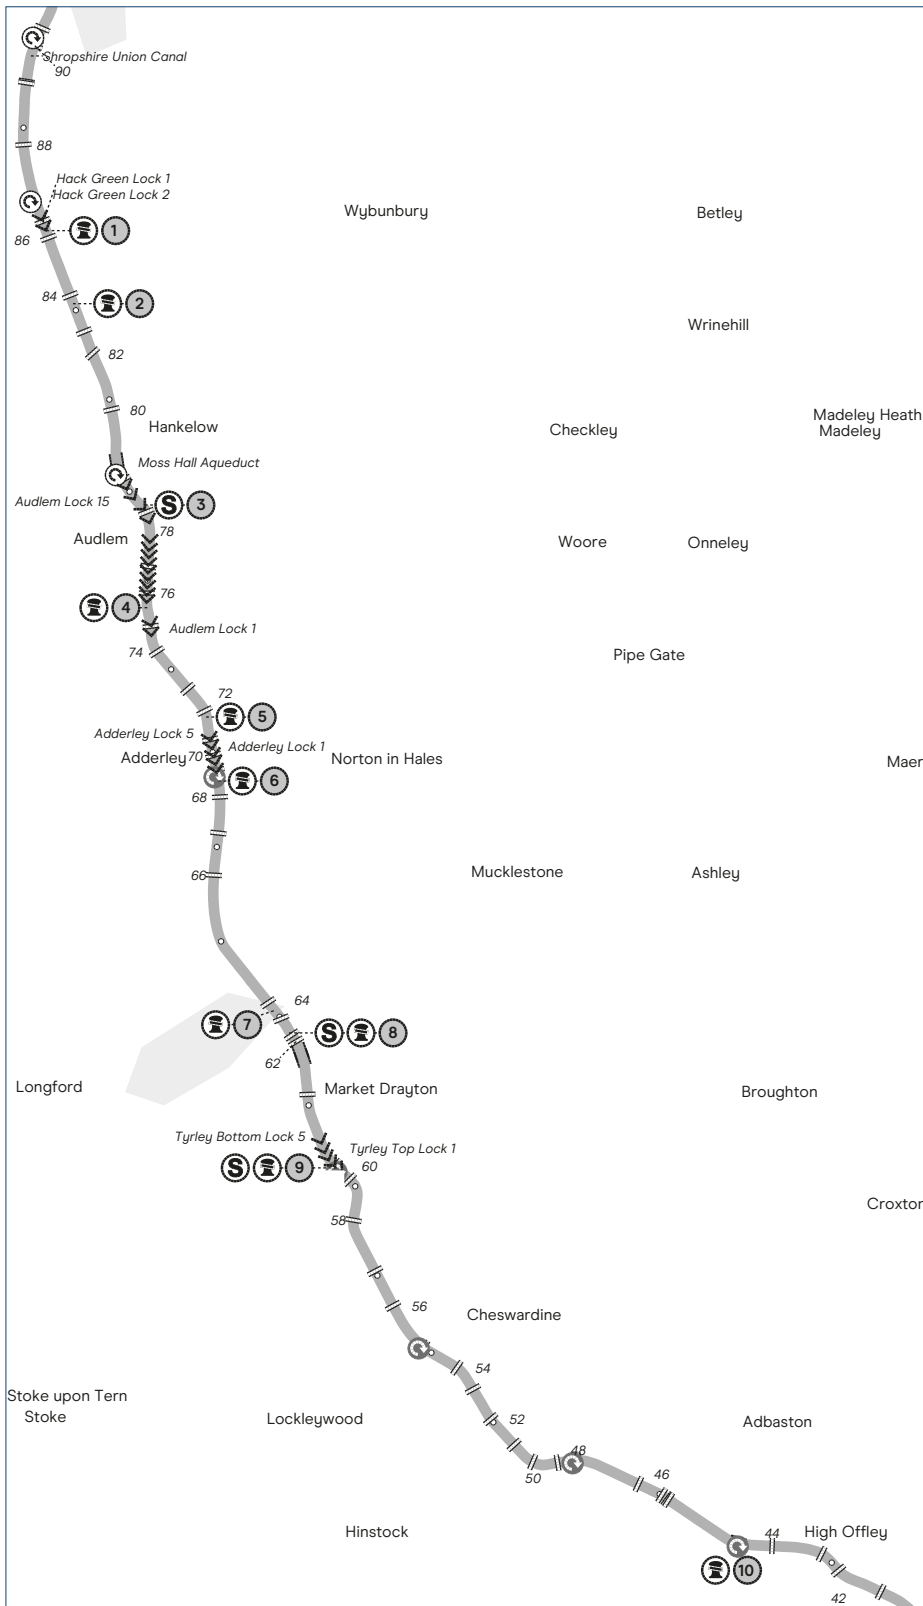 Shropshire Union Canal
90
88
Hack Green Lock 1
Hack Green Lock 2
Wybunbury
Betley
1
86
84
2
Wrinehill
82
80
Hankelow
Checkley
Madeley Heath
Madeley
Moss Hall Aqueduct
Audlem Lock 15
S 3
78
Audlem
Woore
Onneley
76
4
Audlem Lock 1
74
Pipe Gate
72
5
Adderley Lock 5
Adderley Lock 1
Adderley
70
Norton in Hales
Maer
6
68
66
Mucklestone
Ashley
64
7
S 8
62
Longford
Market Drayton
Broughton
Tyrley Bottom Lock 5
Tyrley Top Lock 1
S 9
60
Croxton
58
56
Cheswardine
54
Stoke upon Tern
Stoke
Lockleywood
52
Adbaston
48
50
46
Hinstock
44
High Offley
10
42